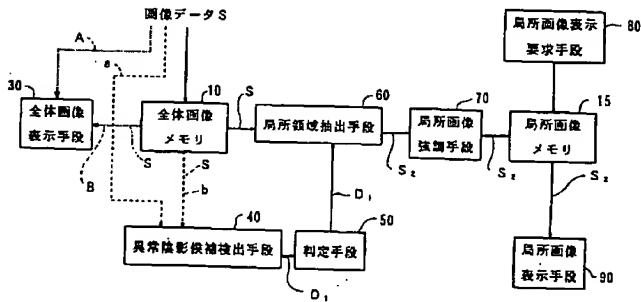 画像データS
A
a
30
全体画像
表示手段
B
S
10
全体画像
メモリ
S
b
S
60
局所領域抽出手段
S₂
70
局所画像
強調手段
S₂
80
局所画像表示
要求手段
15
局所画像
メモリ
S₂
D₁
40
異常陰影候補検出手段
D₁
50
判定手段
局所画像
表示手段
90